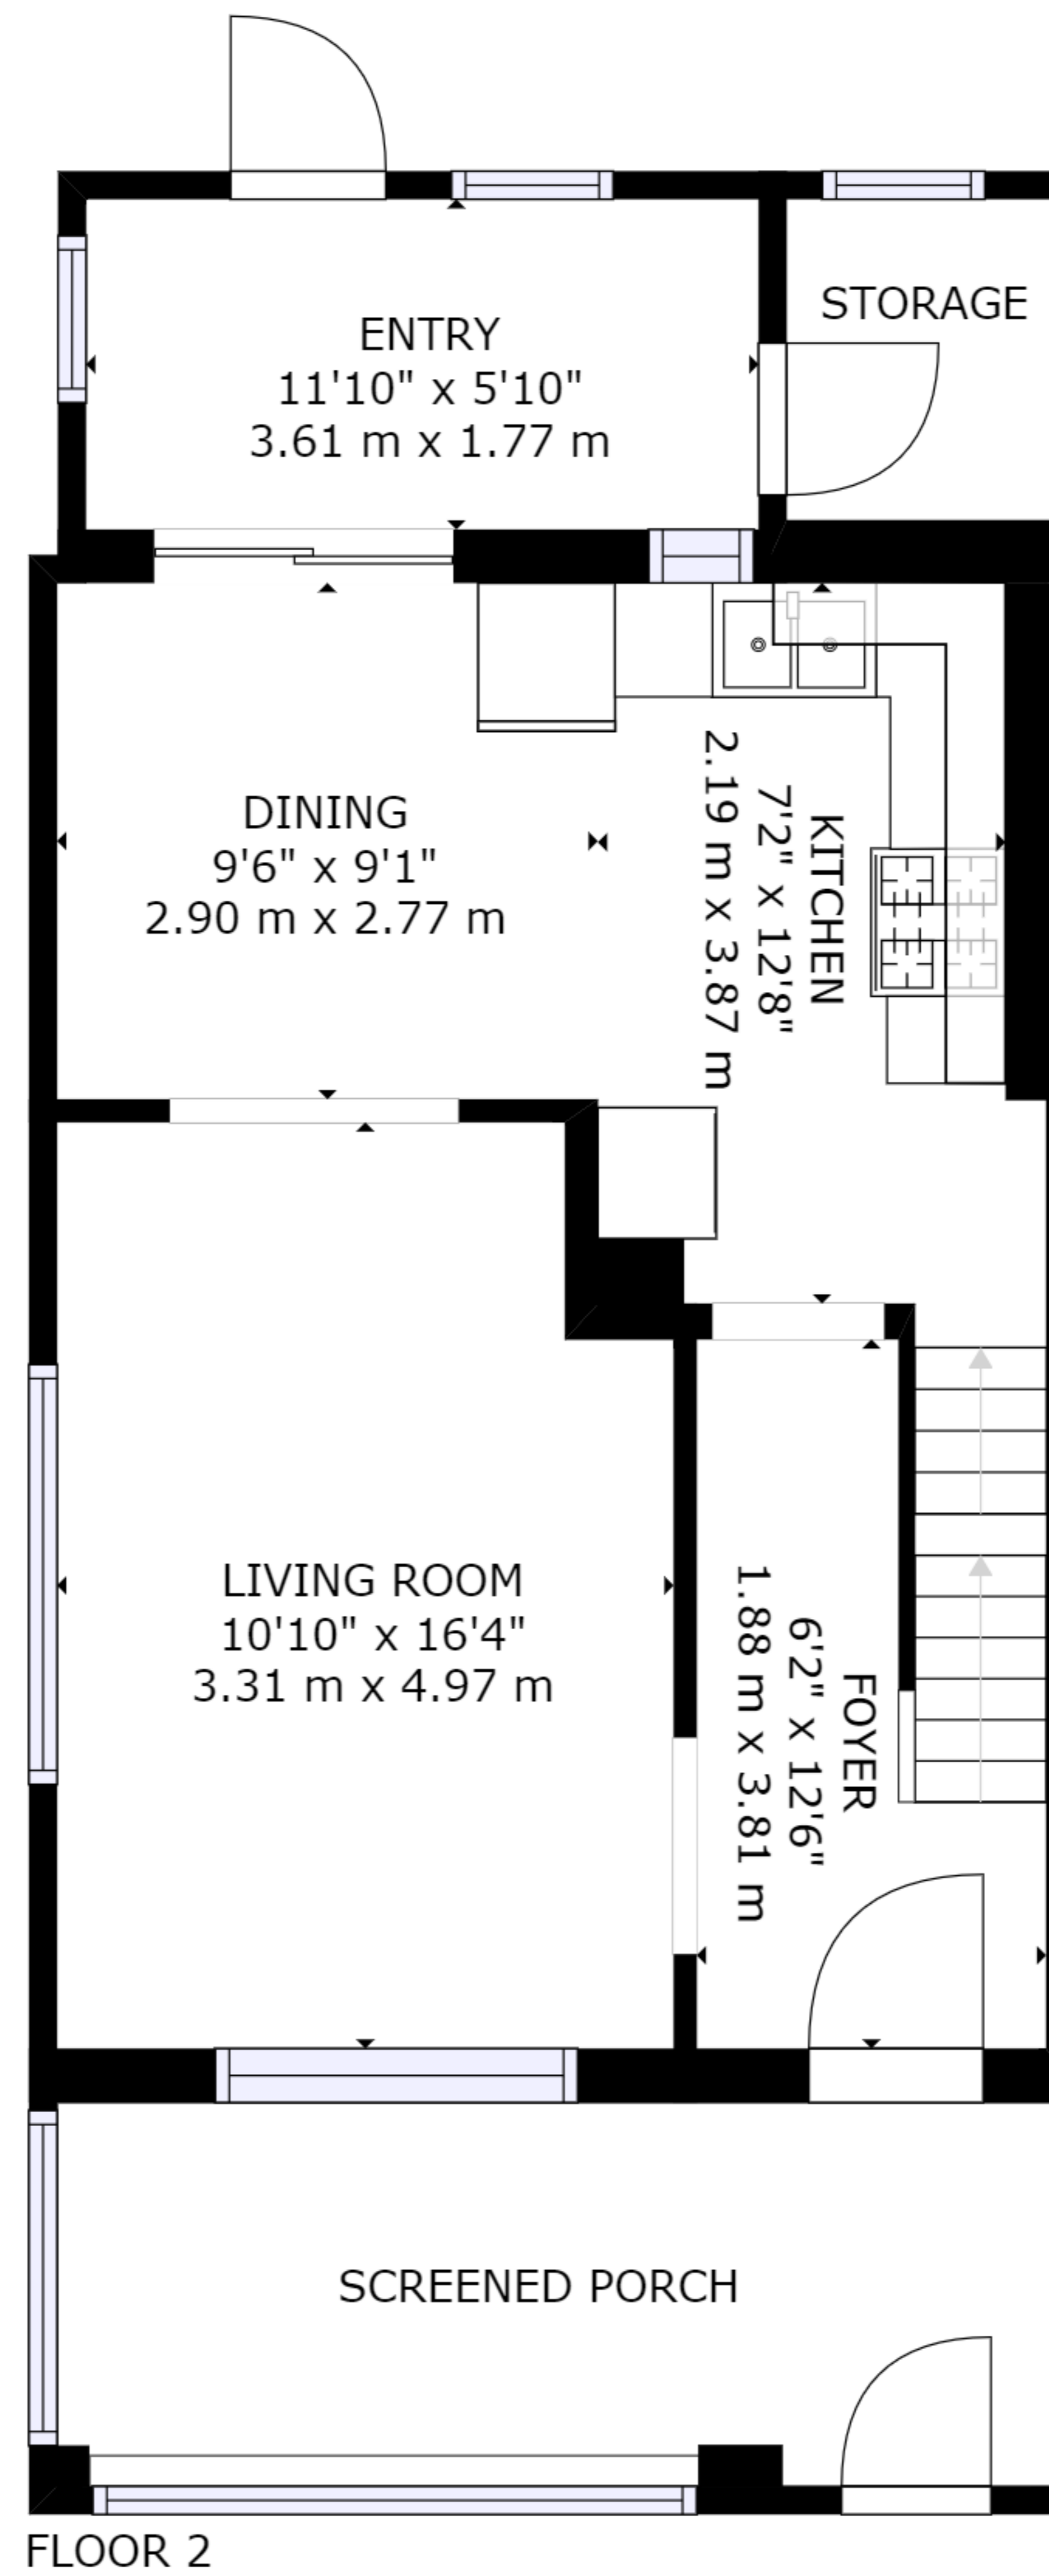 ENTRY
11'10" x 5'10"
3.61 m x 1.77 m
STORAGE
DINING
9'6" x 9'1"
2.90 m x 2.77 m
KITCHEN
7'2" x 12'8"
2.19 m x 3.87 m
LIVING ROOM
10'10" x 16'4"
3.31 m x 4.97 m
FOYER
6'2" x 12'6"
1.88 m x 3.81 m
SCREENED PORCH
FLOOR 2